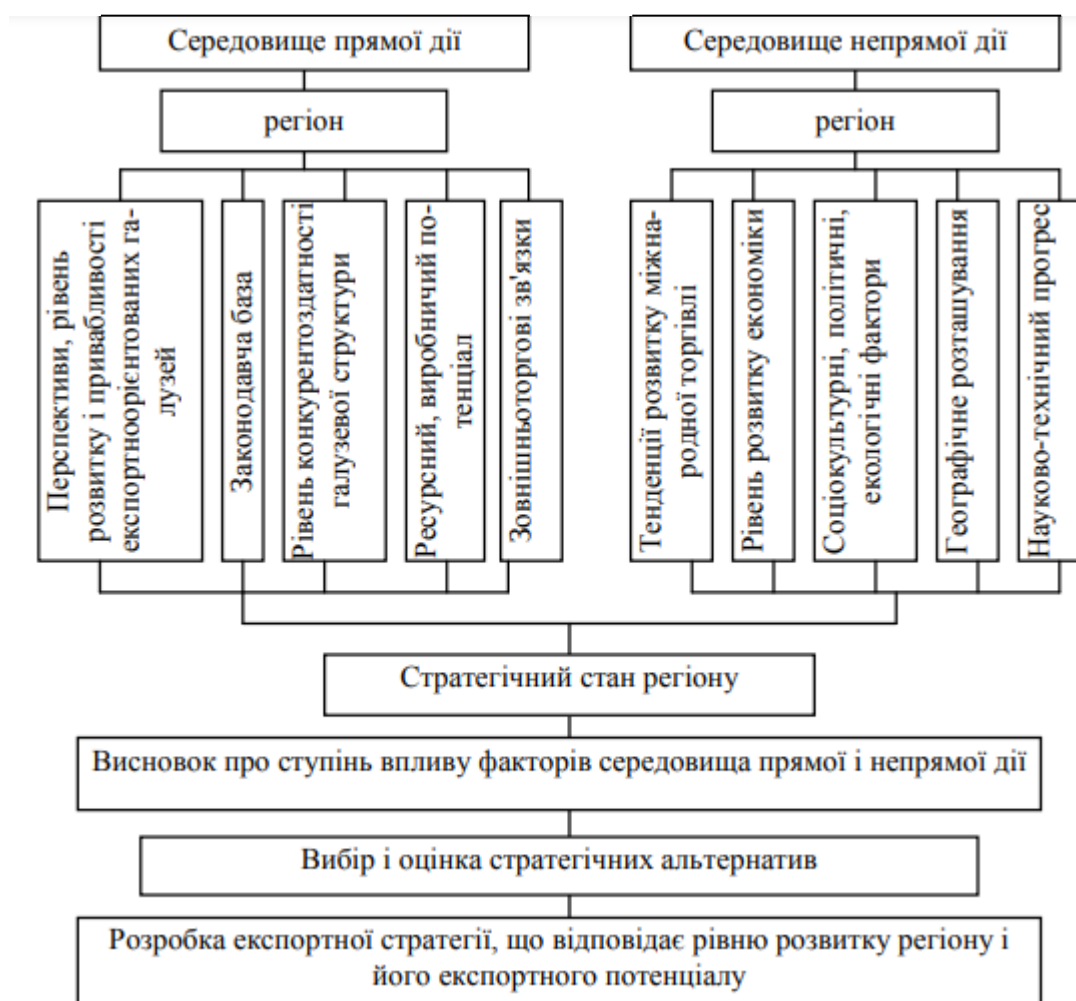 Середовище прямої дії
Середовище непрямої дії
регіон
регіон
Перспективи, рівень
розвитку і привабливості
експортноорієнтованих га-
лузей
Законодавча база
Рівень конкурентоздатності
галузевої структури
Ресурсний, виробничий по-
тенціал
Зовнішньоторгові зв'язки
Тенденції розвитку міжна-
родної торгівлі
Рівень розвитку економіки
Соціокультурні, політичні,
екологічні фактори
Географічне розташування
Науково-технічний прогрес
Стратегічний стан регіону
Висновок про ступінь впливу факторів середовища прямої і непрямої дії
Вибір і оцінка стратегічних альтернатив
Розробка експортної стратегії, що відповідає рівню розвитку регіону і
його експортного потенціалу